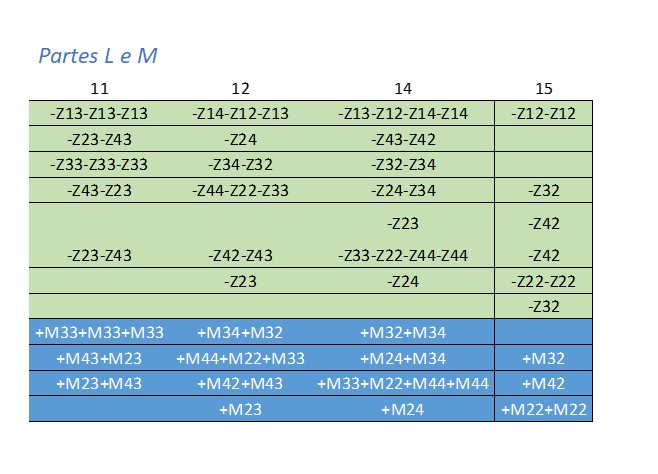 Partes L e M
11 12 14 15
-Z13-Z13-Z13 -Z14-Z12-Z13 -Z13-Z12-Z14-Z14 -Z12-Z12
-Z23-Z43 -Z24 -Z43-Z42
-Z33-Z33-Z33 -Z34-Z32 -Z32-Z34
-Z43-Z23 -Z44-Z22-Z33 -Z24-Z34 -Z32
-Z23 -Z42
-Z23-Z43 -Z42-Z43 -Z33-Z22-Z44-Z44 -Z42
-Z23 -Z24 -Z22-Z22
-Z32
+M33+M33+M33 +M34+M32 +M32+M34
+M43+M23 +M44+M22+M33 +M24+M34 +M32
+M23+M43 +M42+M43 +M33+M22+M44+M44 +M42
+M23 +M24 +M22+M22